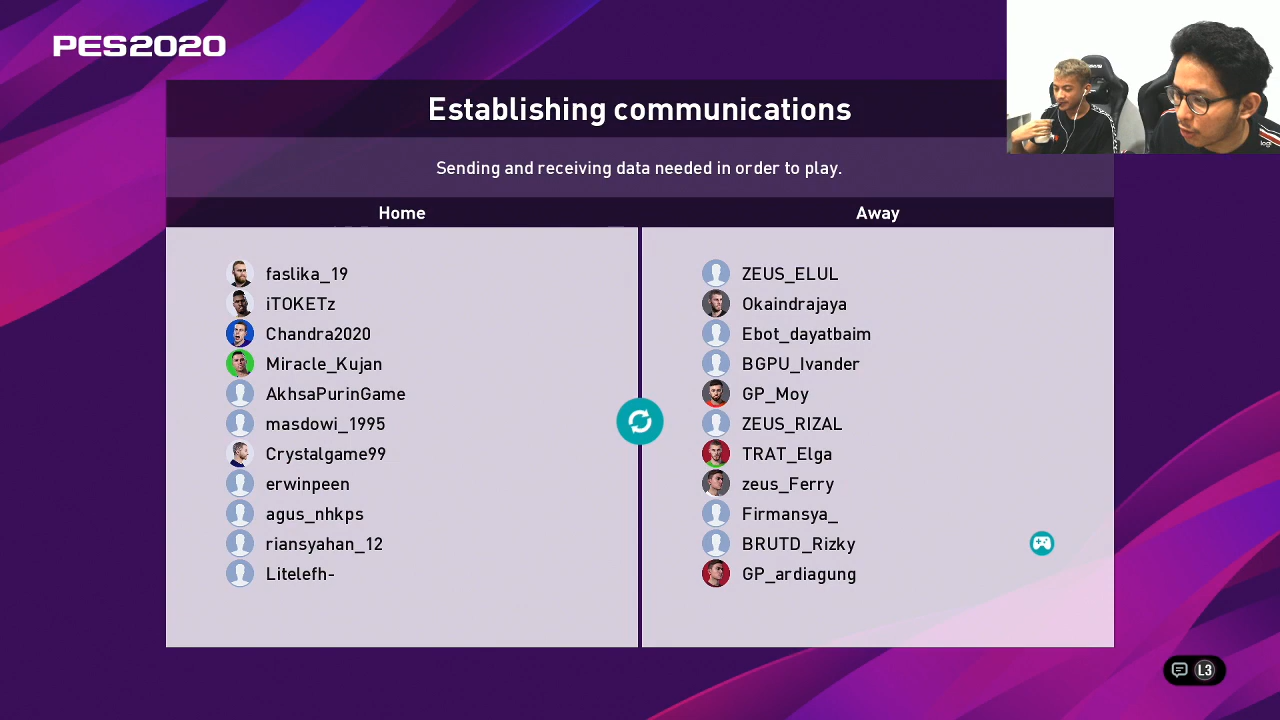 PES2020
Establishing communications
Sending and receiving data needed in order to play.
Home
Away
faslika_19
iTOKETz
Chandra2020
Miracle_Kujan
AkhsaPurinGame
masdowi_1995
Crystalgame99
erwinpeen
agus_nhkps
riansyahan_12
Litelefh-
ZEUS_ELUL
Okaindrajaya
Ebot_dayatbaim
BGPU_Ivander
GP_Moy
ZEUS_RIZAL
TRAT_Elga
zeus_Ferry
Firmansya_
BRUTD_Rizky
GP_ardiagung
L3